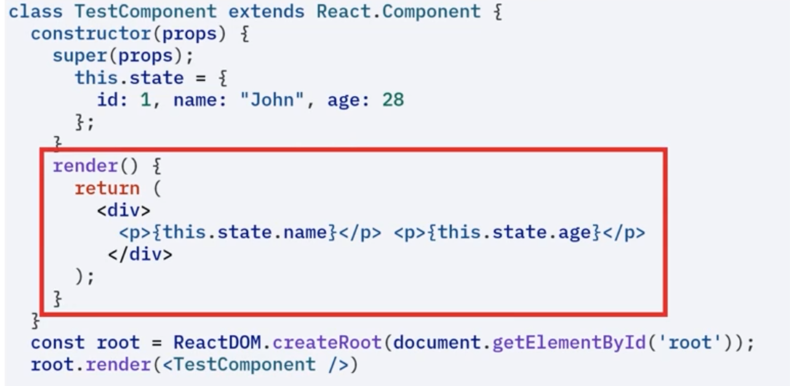 class TestComponent extends React.Component {
constructor(props) {
super(props);
this.state = {
id: 1, name: "John", age: 28
};
}
render() {
return (
<div>
<p>{this.state.name}</p> <p>{this.state.age}</p>
</div>
);
}
}
const root = ReactDOM.createRoot(document.getElementById('root'));
root.render(<TestComponent />)